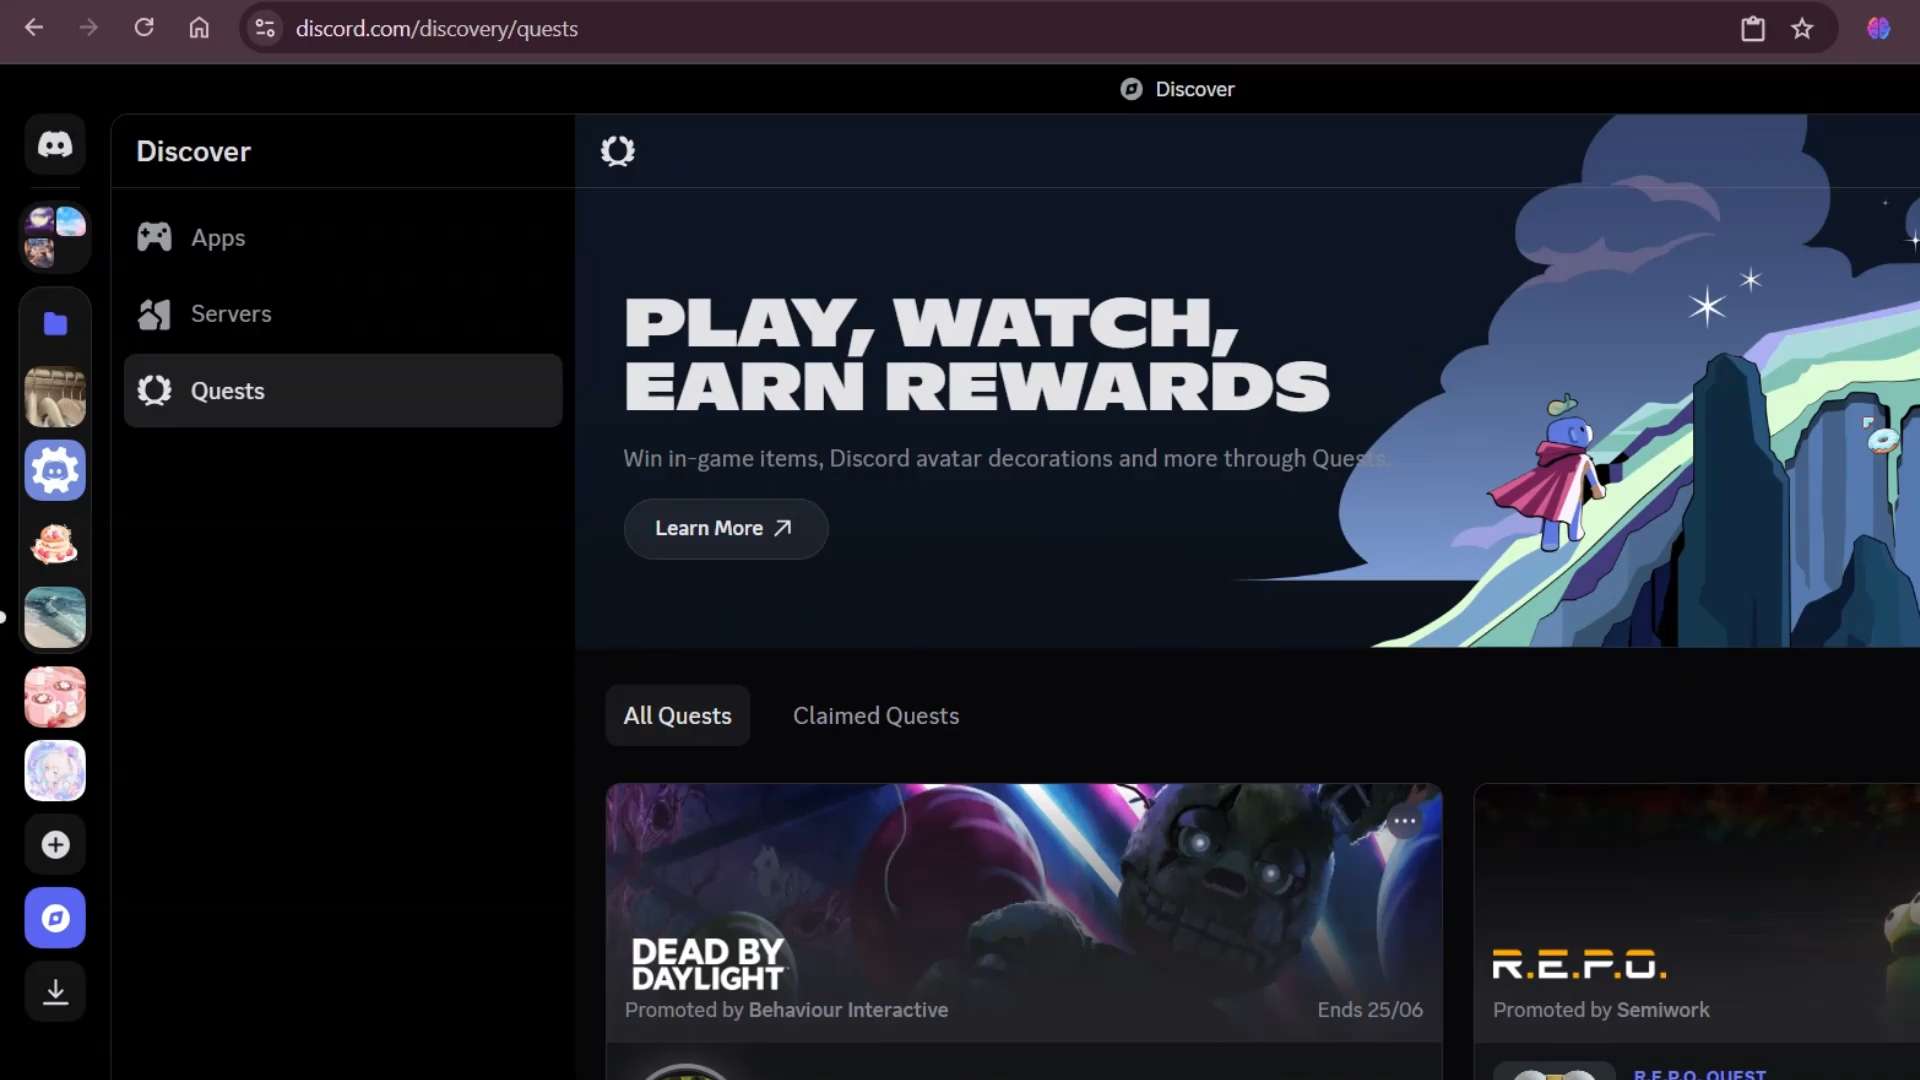 discord.com/discovery/quests
Discover
Discover
Apps
Servers
Quests
PLAY, WATCH,
EARN REWARDS
Win in-game items, Discord avatar decorations and more through Quests.
Learn More
All Quests
Claimed Quests
DEAD BY
DAYLIGHT
Promoted by Behaviour Interactive
Ends 25/06
R.E.P.O.
Promoted by Semiwork
R.E.P.O. QUEST